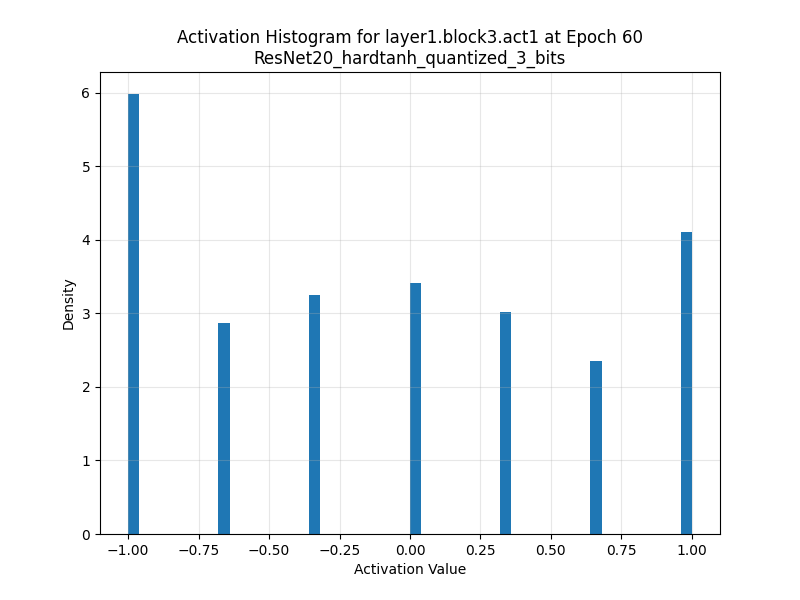 Activation Histogram for layer1.block3.act1 at Epoch 60
ResNet20_hardtanh_quantized_3_bits
6
5
4
3
2
1
0
Density
−1.00 −0.75 −0.50 −0.25 0.00 0.25 0.50 0.75 1.00
Activation Value